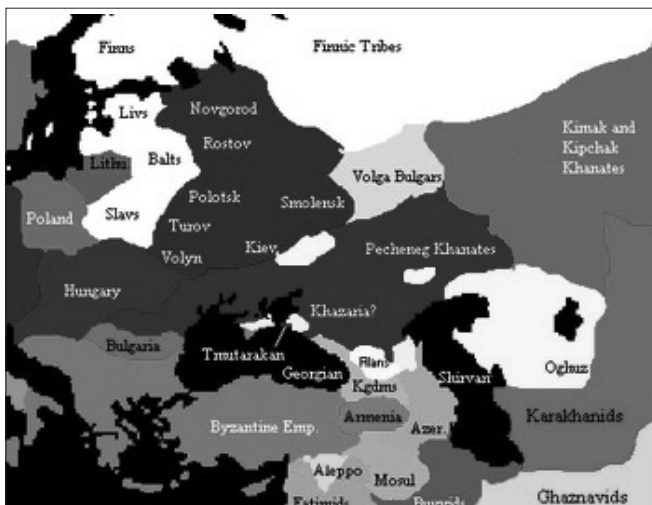 Finns
Finnic Tribes
Livs
Novgorod
Kimak and
Kipchak
Khanates
Rostov
Lithu.
Balts
Volga Bulgars
Polotsk
Smolensk
Poland
Slavs
Turov
Kiev
Pecheneg Khanates
Volyn
Hungary
Khazaria?
Bulgaria
Tmutarakan
Georgian
Alans
Shirvan
Oghuz
Kgdms
Byzantine Emp.
Armenia
Azer.
Karakhanids
Aleppo
Mosul
Fatimids
Buyids
Ghaznavids